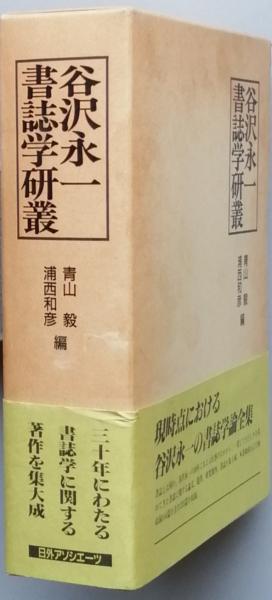 谷沢永一
書誌学研叢
青山 毅
浦西和彦 編
三十年にわたる
書誌学に関する
著作を集大成
日外アソシエーツ
谷沢永一
書誌学研叢
青山 毅
浦西和彦 編
現時点における
谷沢永一の書誌学論全集